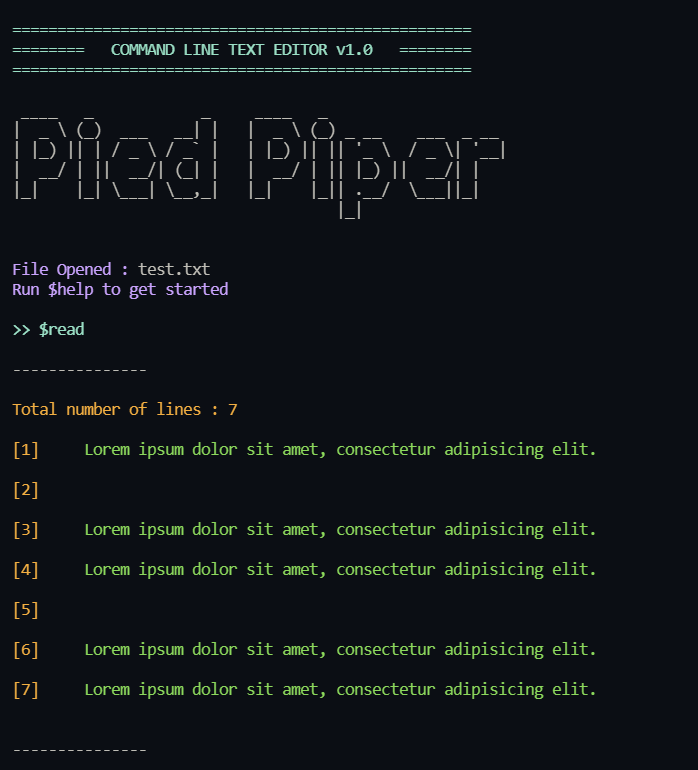 ===================================================
========   COMMAND LINE TEXT EDITOR v1.0   ========
===================================================
Pied Piper
File Opened : test.txt
Run $help to get started
>> $read
---------------
Total number of lines : 7
[1]     Lorem ipsum dolor sit amet, consectetur adipisicing elit.
[2]
[3]     Lorem ipsum dolor sit amet, consectetur adipisicing elit.
[4]     Lorem ipsum dolor sit amet, consectetur adipisicing elit.
[5]
[6]     Lorem ipsum dolor sit amet, consectetur adipisicing elit.
[7]     Lorem ipsum dolor sit amet, consectetur adipisicing elit.
---------------